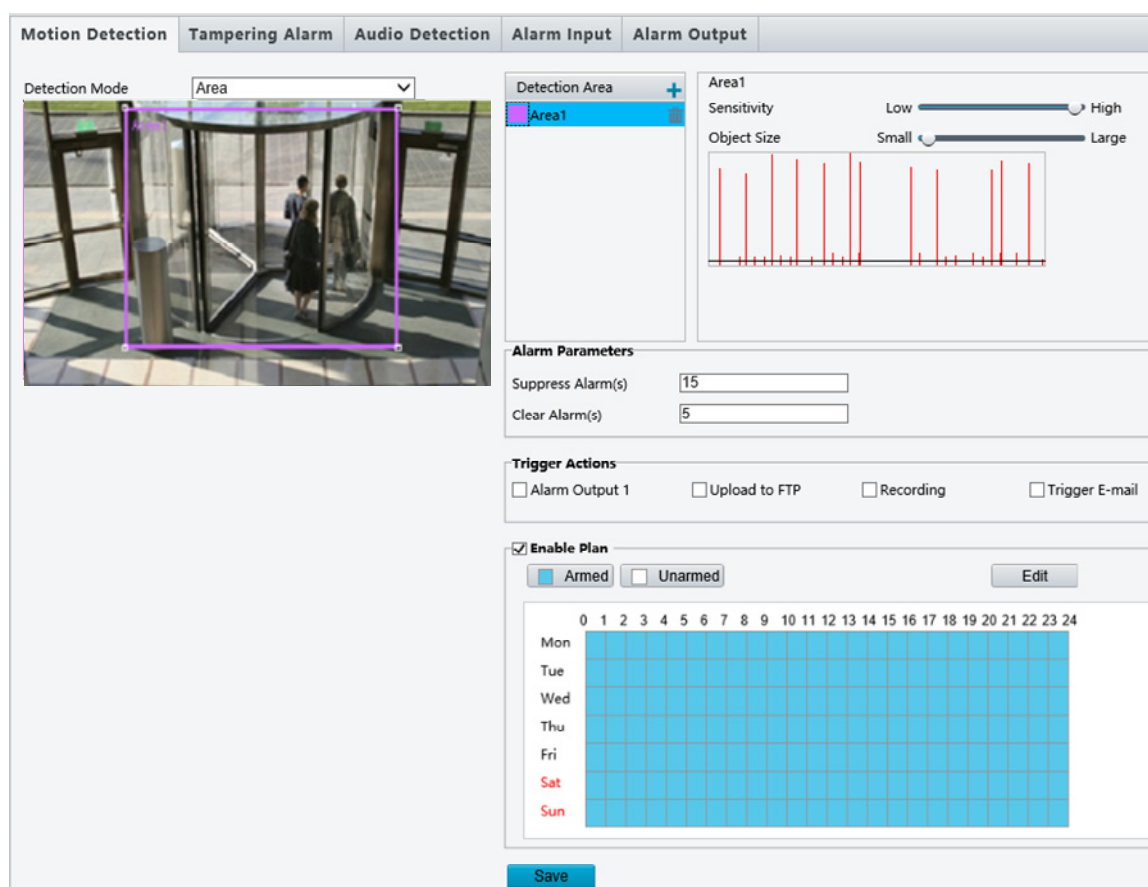 Motion Detection Tampering Alarm Audio Detection Alarm Input Alarm Output
Detection Mode Area
Detection Area
Area1
Area1
Sensitivity Low High
Object Size Small Large
Alarm Parameters
Suppress Alarm(s) 15
Clear Alarm(s) 5
Trigger Actions
Alarm Output 1 Upload to FTP Recording Trigger E-mail
Enable Plan
Armed Unarmed Edit
0 1 2 3 4 5 6 7 8 9 10 11 12 13 14 15 16 17 18 19 20 21 22 23 24
Mon
Tue
Wed
Thu
Fri
Sat
Sun
Save